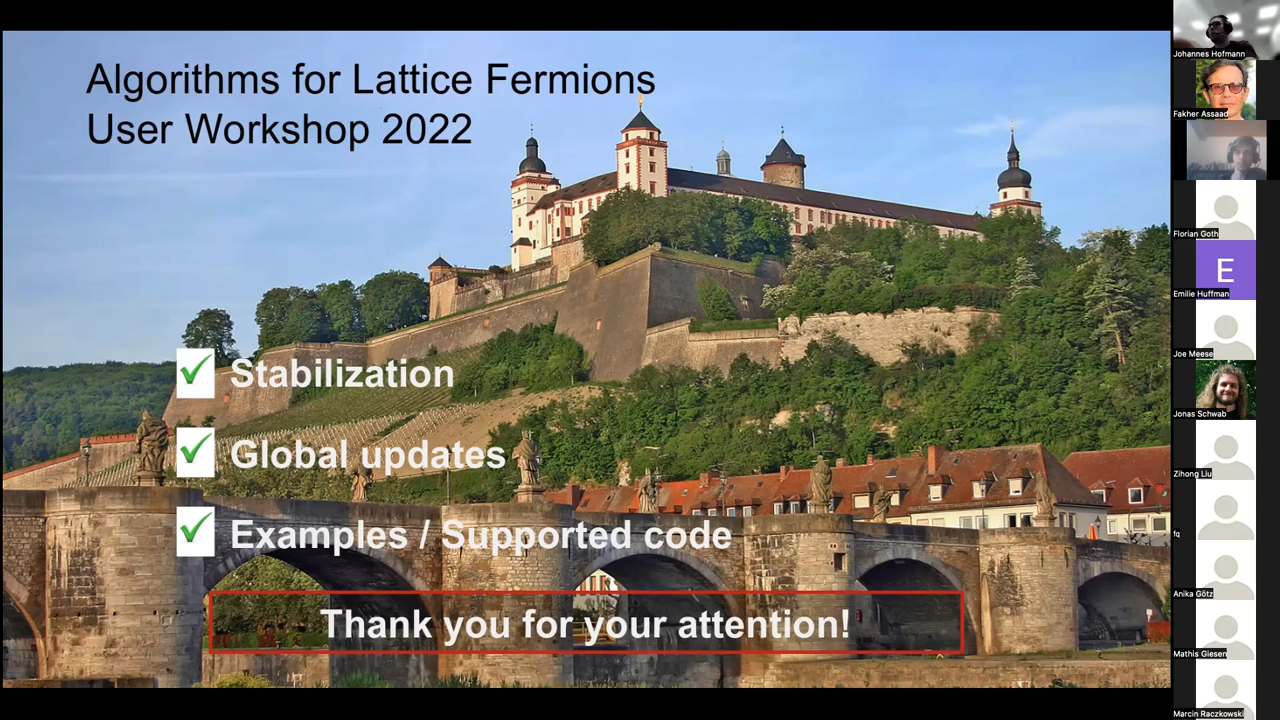 Algorithms for Lattice Fermions
User Workshop 2022
Stabilization
Global updates
Examples / Supported code
Thank you for your attention!
Johannes Hofmann
Fakher Assaad
Florian Goth
E
Emilie Huffman
Joe Meese
Jonas Schwab
Zihong Liu
fq
Anika Götz
Mathis Giesen
Marcin Raczkowski